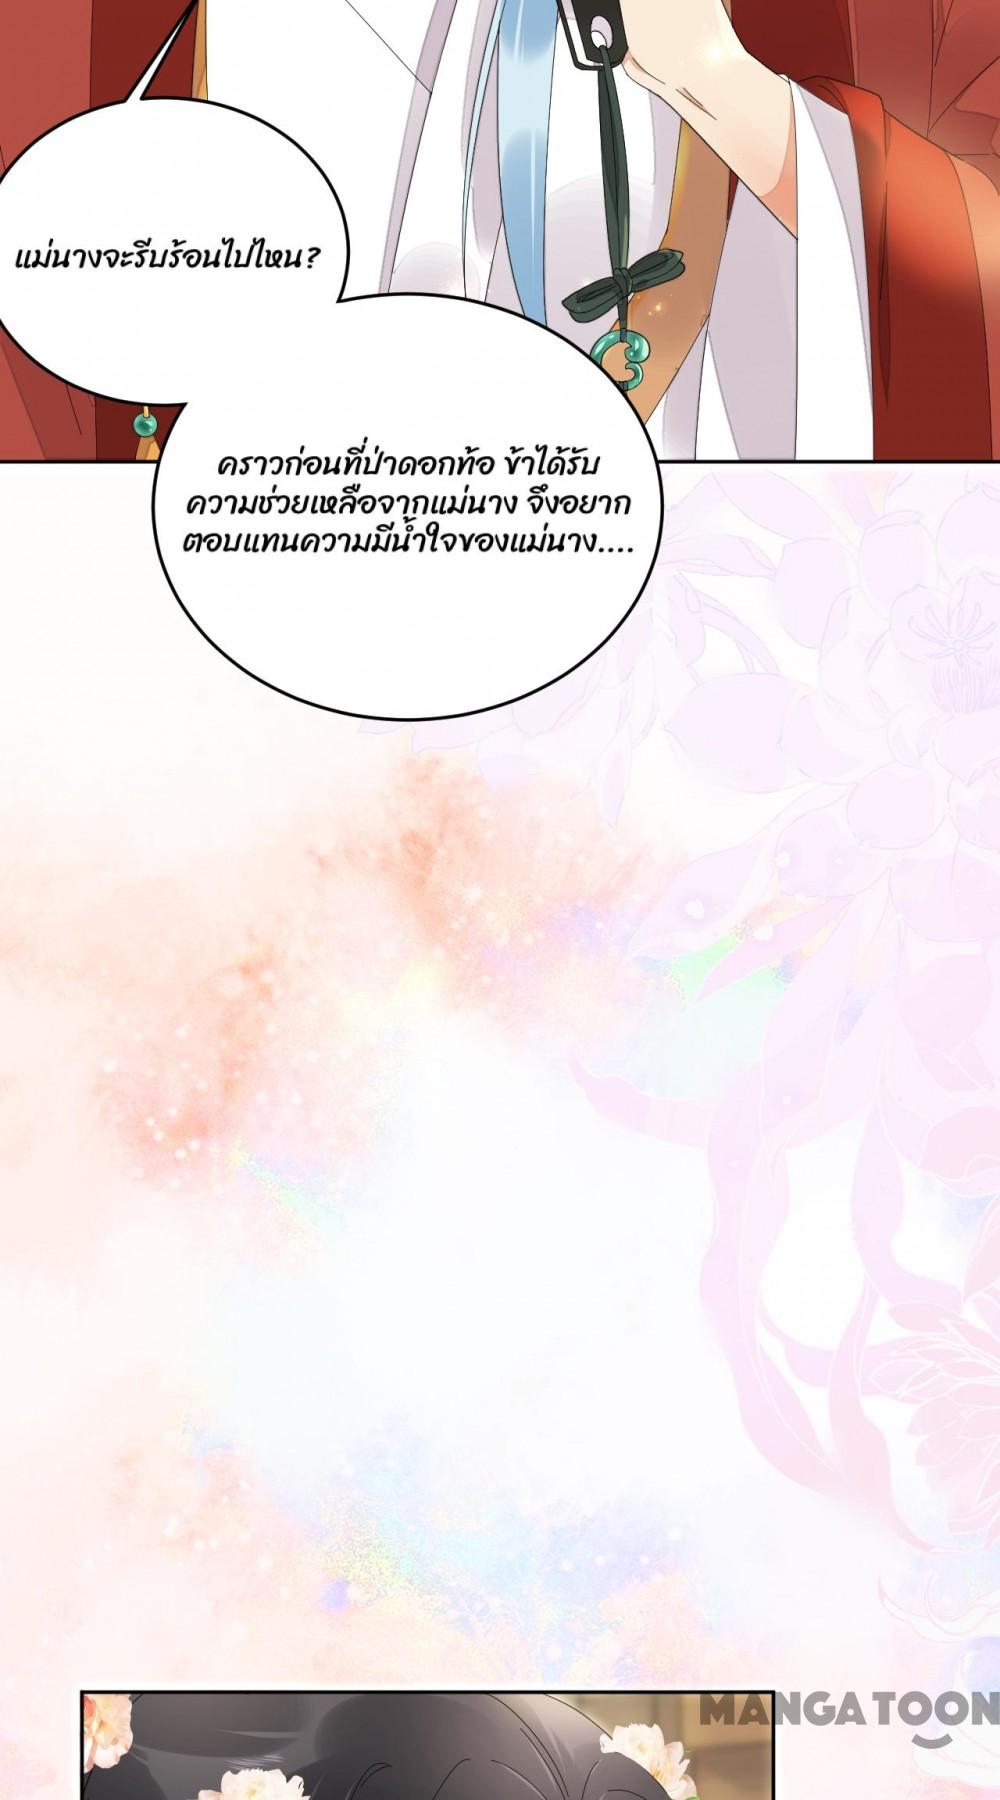 แม่นางจะรีบร้อนไปไหน?
คราวก่อนที่ป่าดอกท้อ ข้าได้รับ
ความช่วยเหลือจากแม่นาง จึงอยาก
ตอบแทนความมีน้ำใจของแม่นาง....
MANGATOON